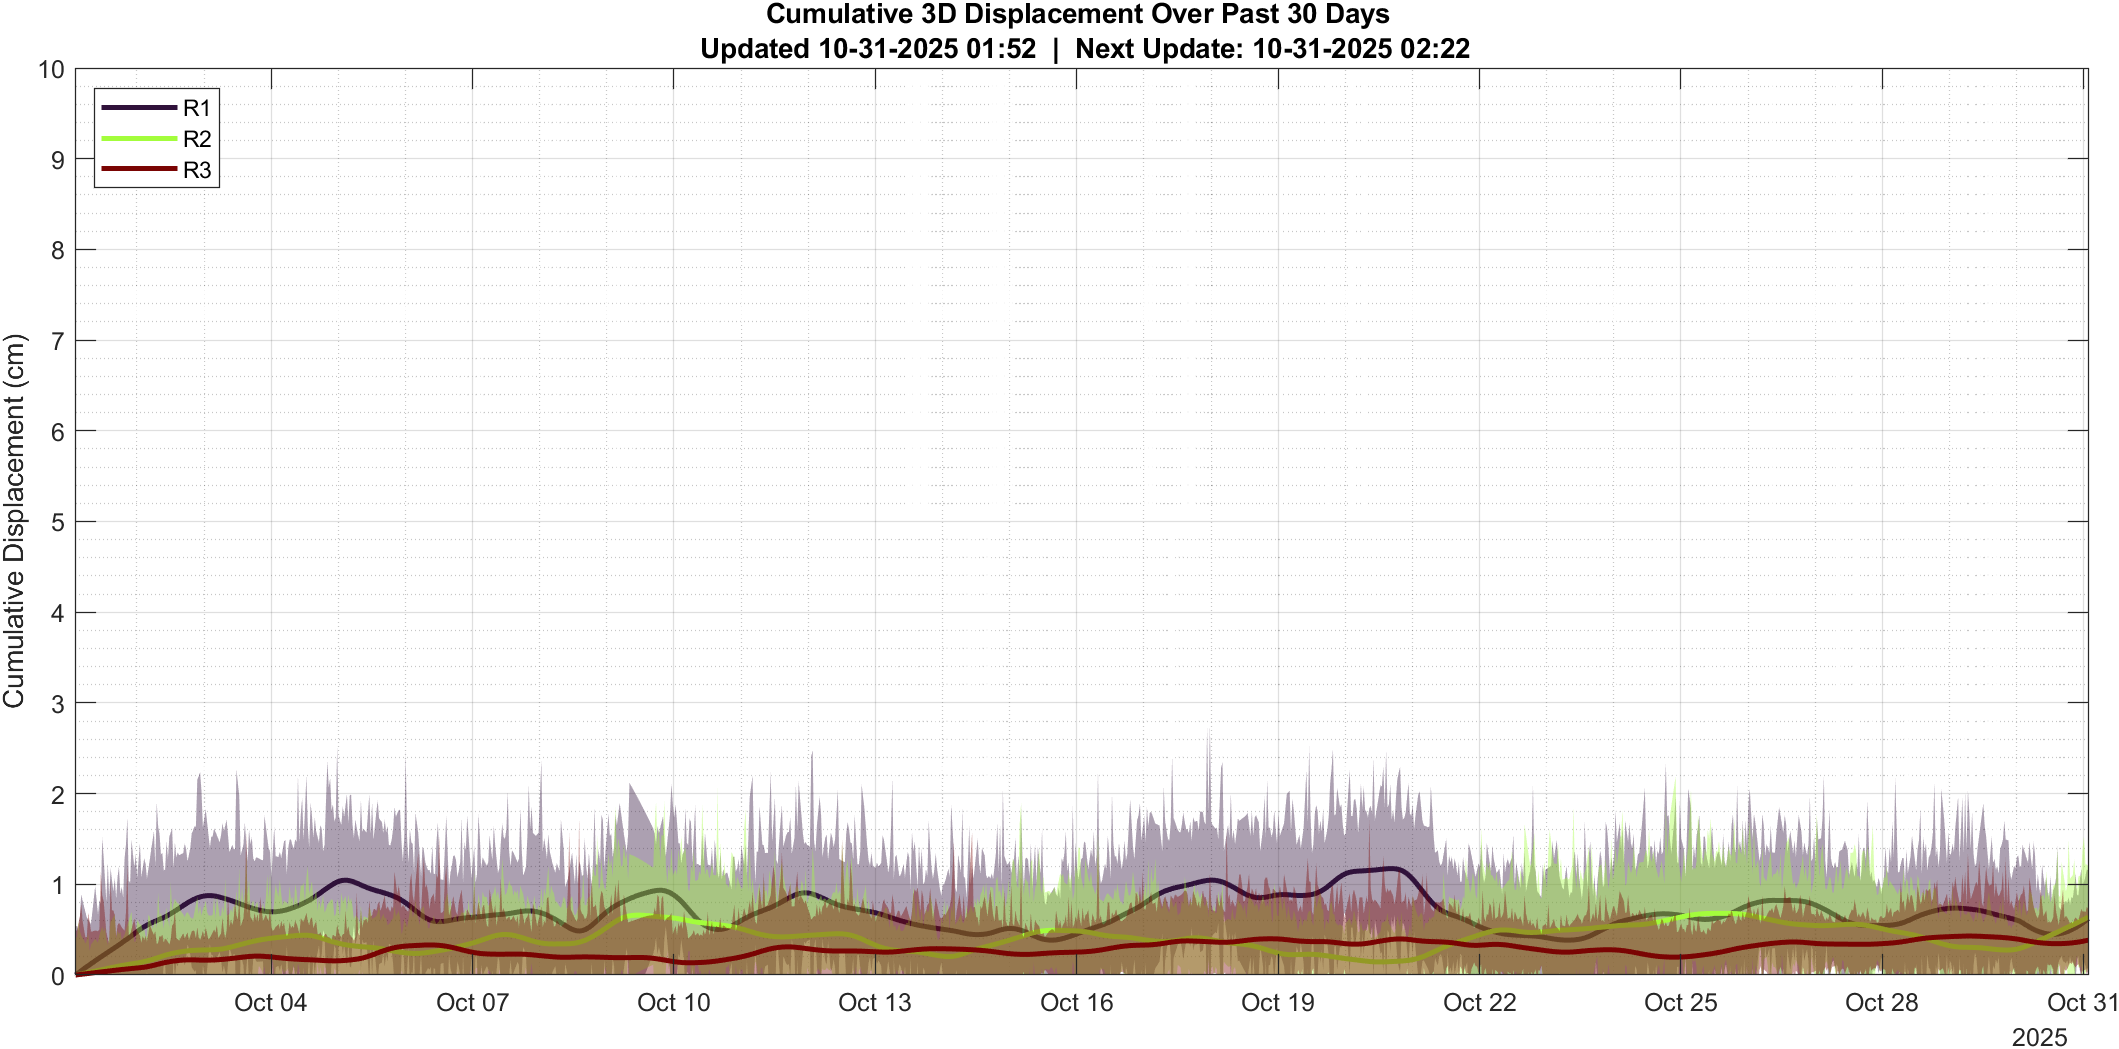 Cumulative 3D Displacement Over Past 30 Days
Updated 10-31-2025 01:52 | Next Update: 10-31-2025 02:22
R1
R2
R3
Cumulative Displacement (cm)
10
9
8
7
6
5
4
3
2
1
0
Oct 04 Oct 07 Oct 10 Oct 13 Oct 16 Oct 19 Oct 22 Oct 25 Oct 28 Oct 31
2025